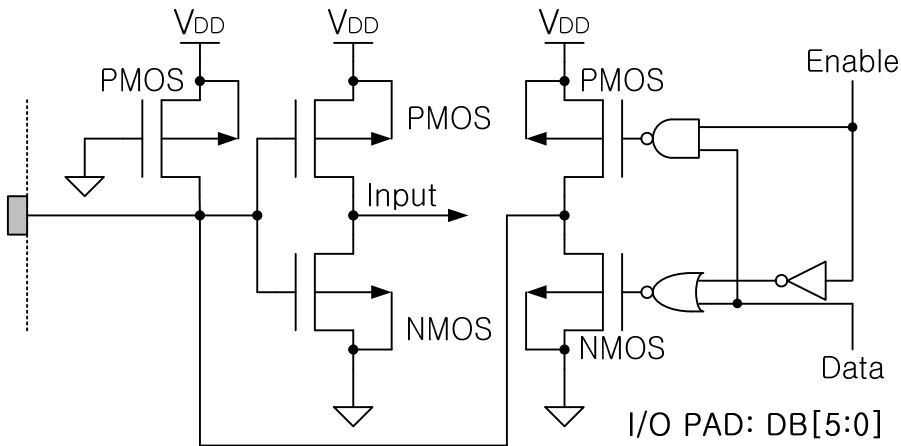 VDD
VDD
VDD
PMOS
PMOS
PMOS
Enable
Input
NMOS
NMOS
Data
I/O PAD: DB[5:0]